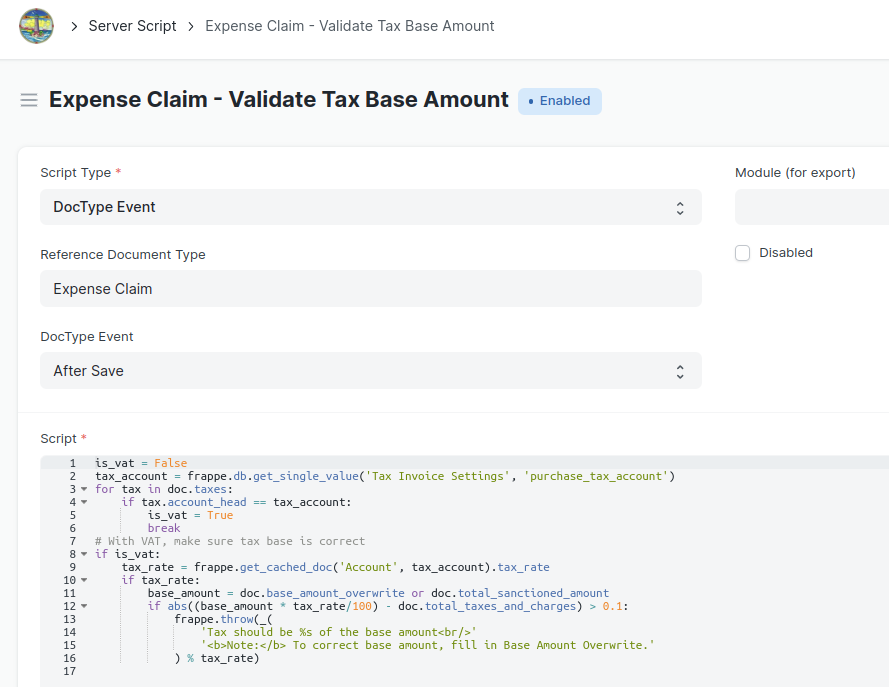 Server Script
Expense Claim - Validate Tax Base Amount
Expense Claim - Validate Tax Base Amount
Enabled
Script Type *
Module (for export)
DocType Event
Disabled
Reference Document Type
Expense Claim
DocType Event
After Save
Script *
1 is_vat = False
2 tax_account = frappe.db.get_single_value('Tax Invoice Settings', 'purchase_tax_account')
3 for tax in doc.taxes:
4     if tax.account_head == tax_account:
5         is_vat = True
6         break
7 # With VAT, make sure tax base is correct
8 if is_vat:
9     tax_rate = frappe.get_cached_doc('Account', tax_account).tax_rate
10     if tax_rate:
11         base_amount = doc.base_amount_overwrite or doc.total_sanctioned_amount
12         if abs((base_amount * tax_rate/100) - doc.total_taxes_and_charges) > 0.1:
13             frappe.throw(_(
14                 'Tax should be %s of the base amount<br/>'
15                 '<b>Note:</b> To correct base amount, fill in Base Amount Overwrite.'
16             ) % tax_rate)
17